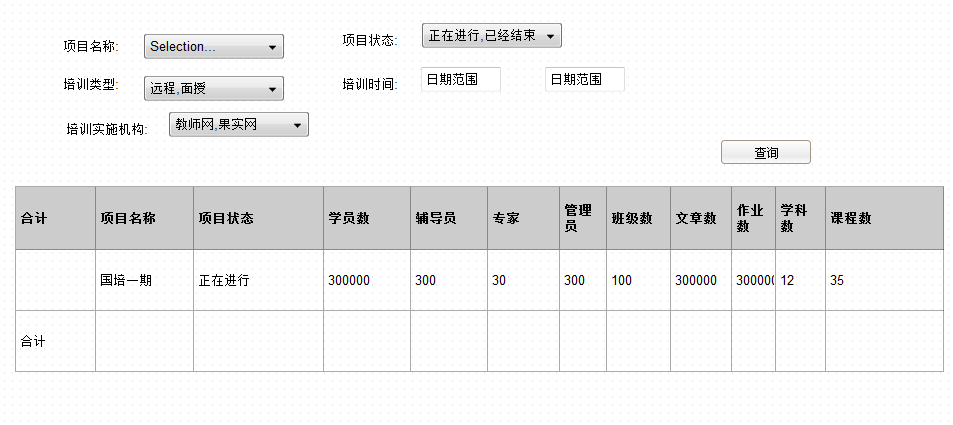 项目名称: Selection... 项目状态: 正在进行,已经结束
培训类型: 远程,面授 培训时间: 日期范围 日期范围
培训实施机构: 教师网,果实网
查询
合计 项目名称 项目状态 学员数 辅导员 专家 管理员 班级数 文章数 作业数 学科数 课程数
国培一期 正在进行 300000 300 30 300 100 300000 300000 12 35
合计